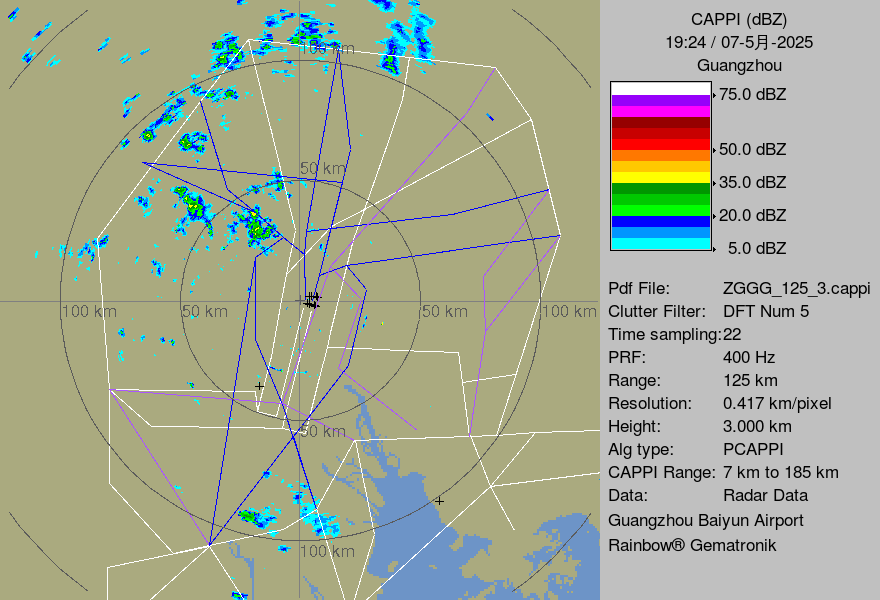 CAPPI (dBZ)
19:24 / 07-5月-2025
Guangzhou
75.0 dBZ
50.0 dBZ
35.0 dBZ
20.0 dBZ
5.0 dBZ
100 km
50 km
100 km
50 km
50 km
100 km
50 km
100 km
Pdf File: ZGGG_125_3.cappi
Clutter Filter: DFT Num 5
Time sampling:22
PRF: 400 Hz
Range: 125 km
Resolution: 0.417 km/pixel
Height: 3.000 km
Alg type: PCAPPI
CAPPI Range: 7 km to 185 km
Data: Radar Data
Guangzhou Baiyun Airport
Rainbow® Gematronik